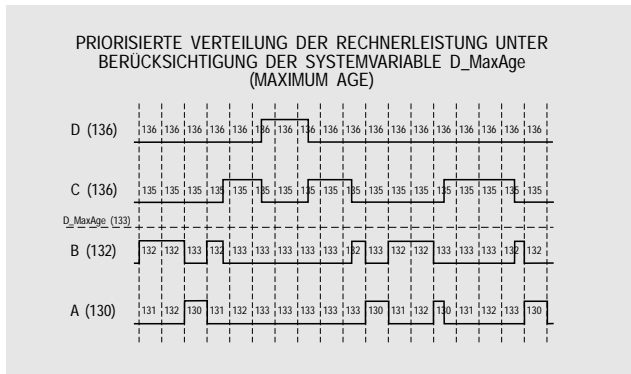 PRIORISIERTE VERTEILUNG DER RECHNERLEISTUNG UNTER
BERÜCKSICHTIGUNG DER SYSTEMVARIABLE D_MaxAge
(MAXIMUM AGE)
D (136) 136 136 136 136 136 136 136 136 136 136 136 136 136 136 136 136 136 136
C (136) 135 135 135 135 135 135 135 135 135 135 135 135 135 135 135 135 135 135
D_MaxAge (133)
B (132) 132 132 133 132 133 133 133 133 133 132 133 132 132 133 133 133 132 132
A (130) 131 132 130 131 132 133 133 133 133 133 130 131 132 130 131 132 133 130